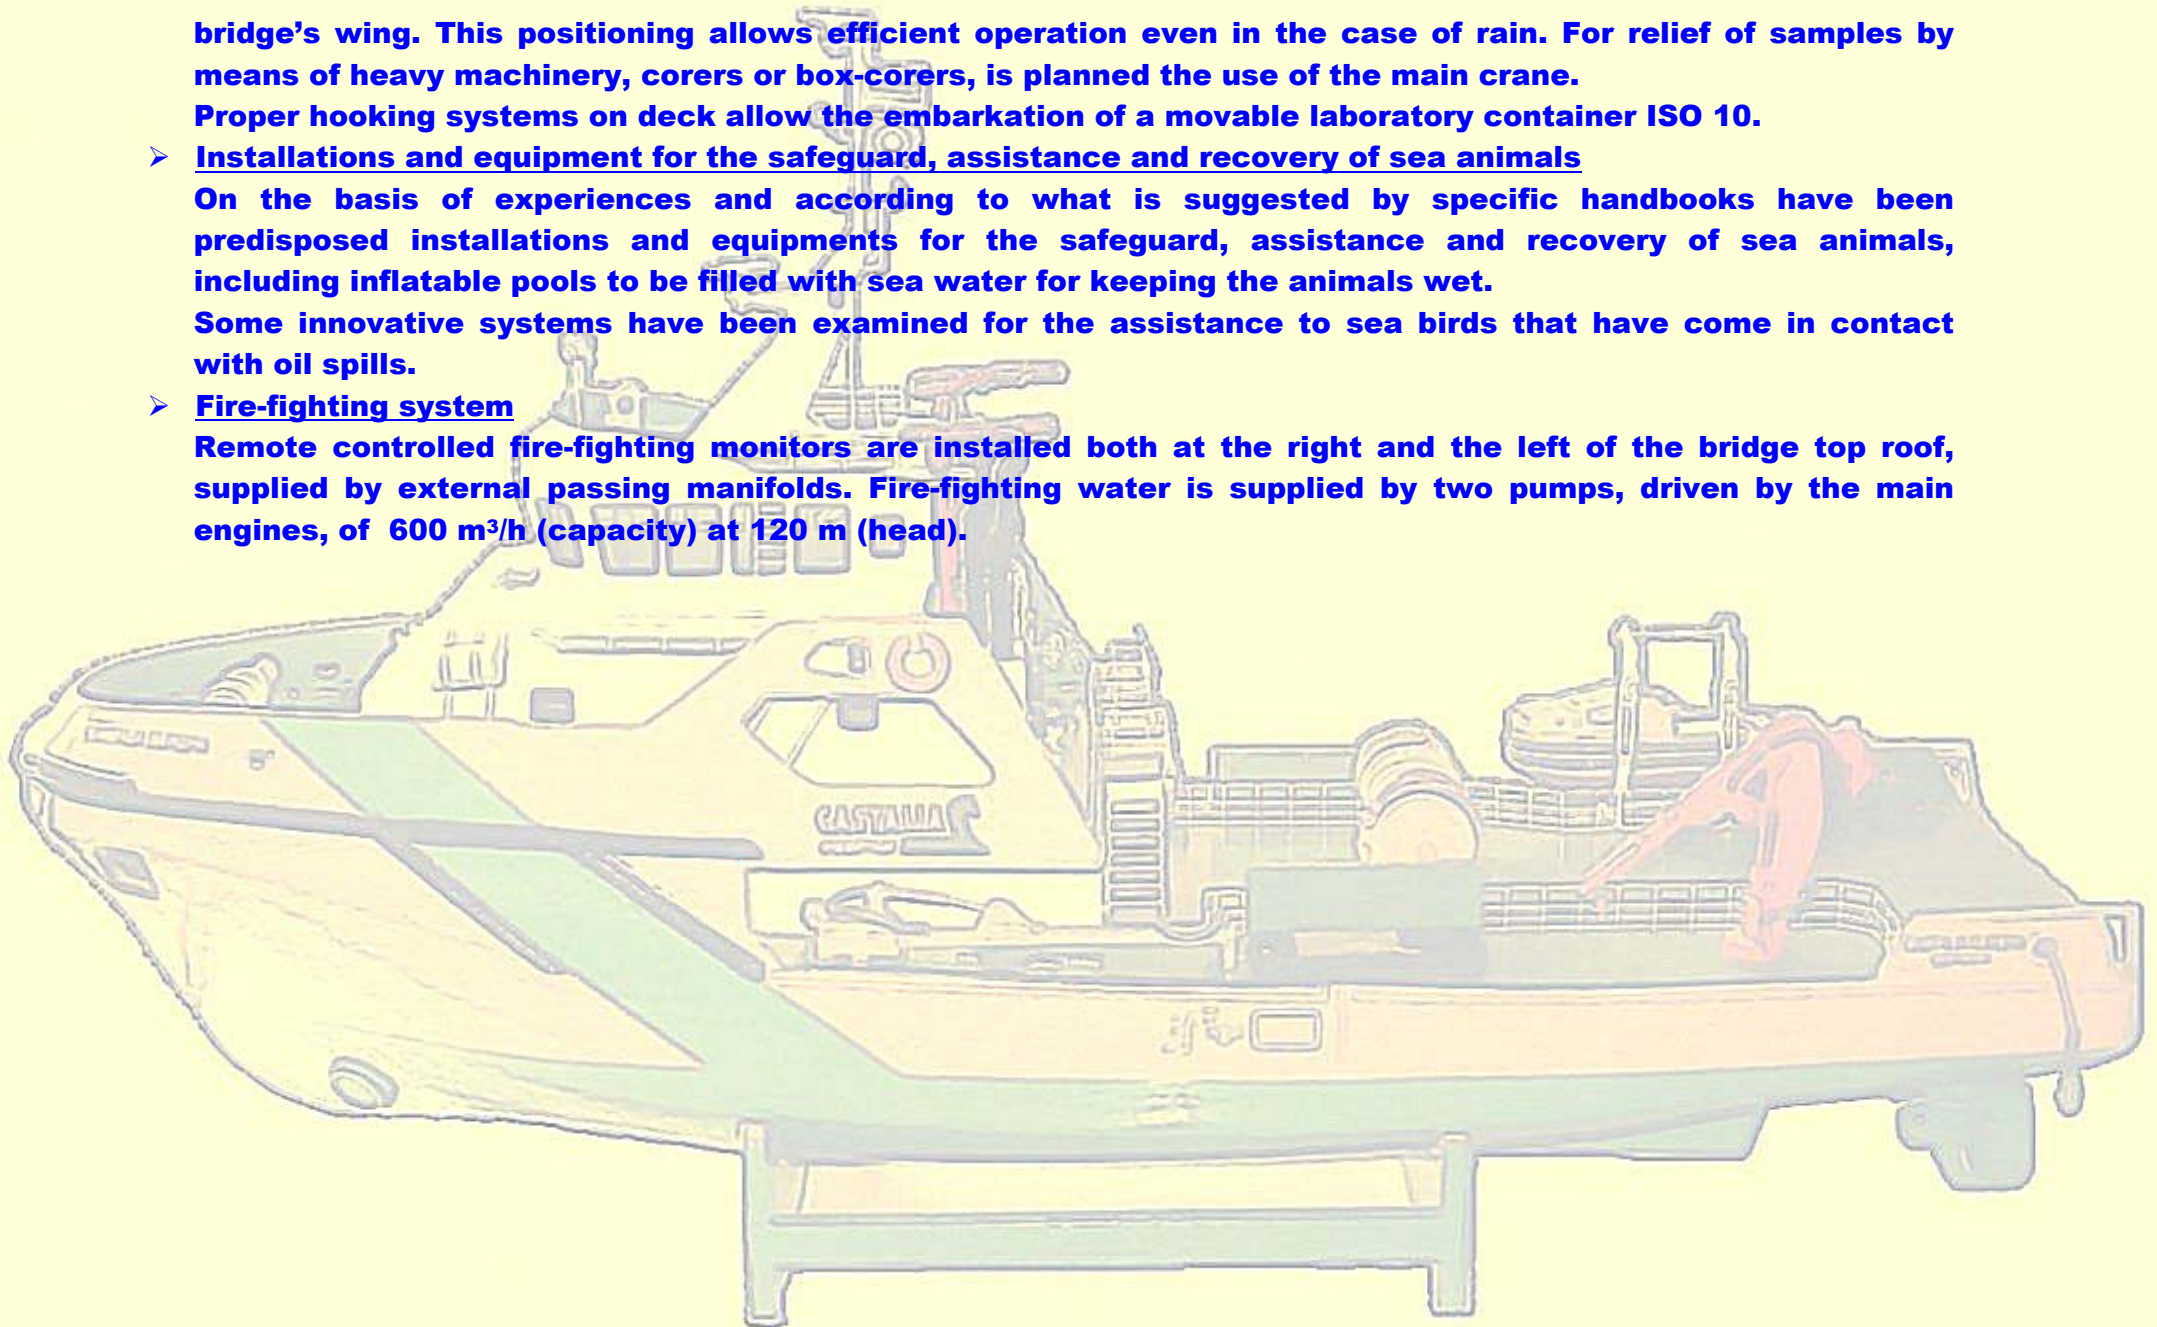 bridge’s wing. This positioning allows efficient operation even in the case of rain. For relief of samples by
means of heavy machinery, corers or box-corers, is planned the use of the main crane.
Proper hooking systems on deck allow the embarkation of a movable laboratory container ISO 10.
➢ Installations and equipment for the safeguard, assistance and recovery of sea animals
On the basis of experiences and according to what is suggested by specific handbooks have been
predisposed installations and equipments for the safeguard, assistance and recovery of sea animals,
including inflatable pools to be filled with sea water for keeping the animals wet.
Some innovative systems have been examined for the assistance to sea birds that have come in contact
with oil spills.
➢ Fire-fighting system
Remote controlled fire-fighting monitors are installed both at the right and the left of the bridge top roof,
supplied by external passing manifolds. Fire-fighting water is supplied by two pumps, driven by the main
engines, of  600 m³/h (capacity) at 120 m (head).
CASTALIA